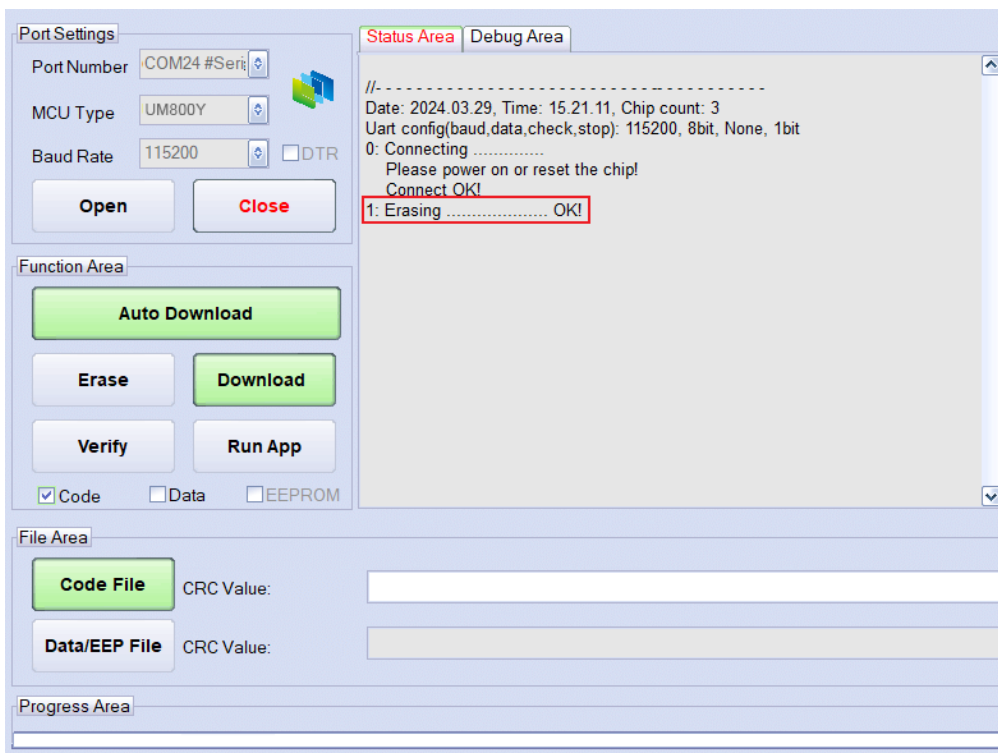 Port Settings
Port Number COM24 #Seri
MCU Type UM800Y
Baud Rate 115200 DTR
Open Close
Function Area
Auto Download
Erase Download
Verify Run App
Code Data EEPROM
Status Area Debug Area
//- - - - - - - - - - - - - - - - - - - - - - - - - - - - - - - - - - - - - -
Date: 2024.03.29, Time: 15.21.11, Chip count: 3
Uart config(baud,data,check,stop): 115200, 8bit, None, 1bit
0: Connecting ..............
Please power on or reset the chip!
Connect OK!
1: Erasing .................... OK!
File Area
Code File CRC Value:
Data/EEP File CRC Value:
Progress Area